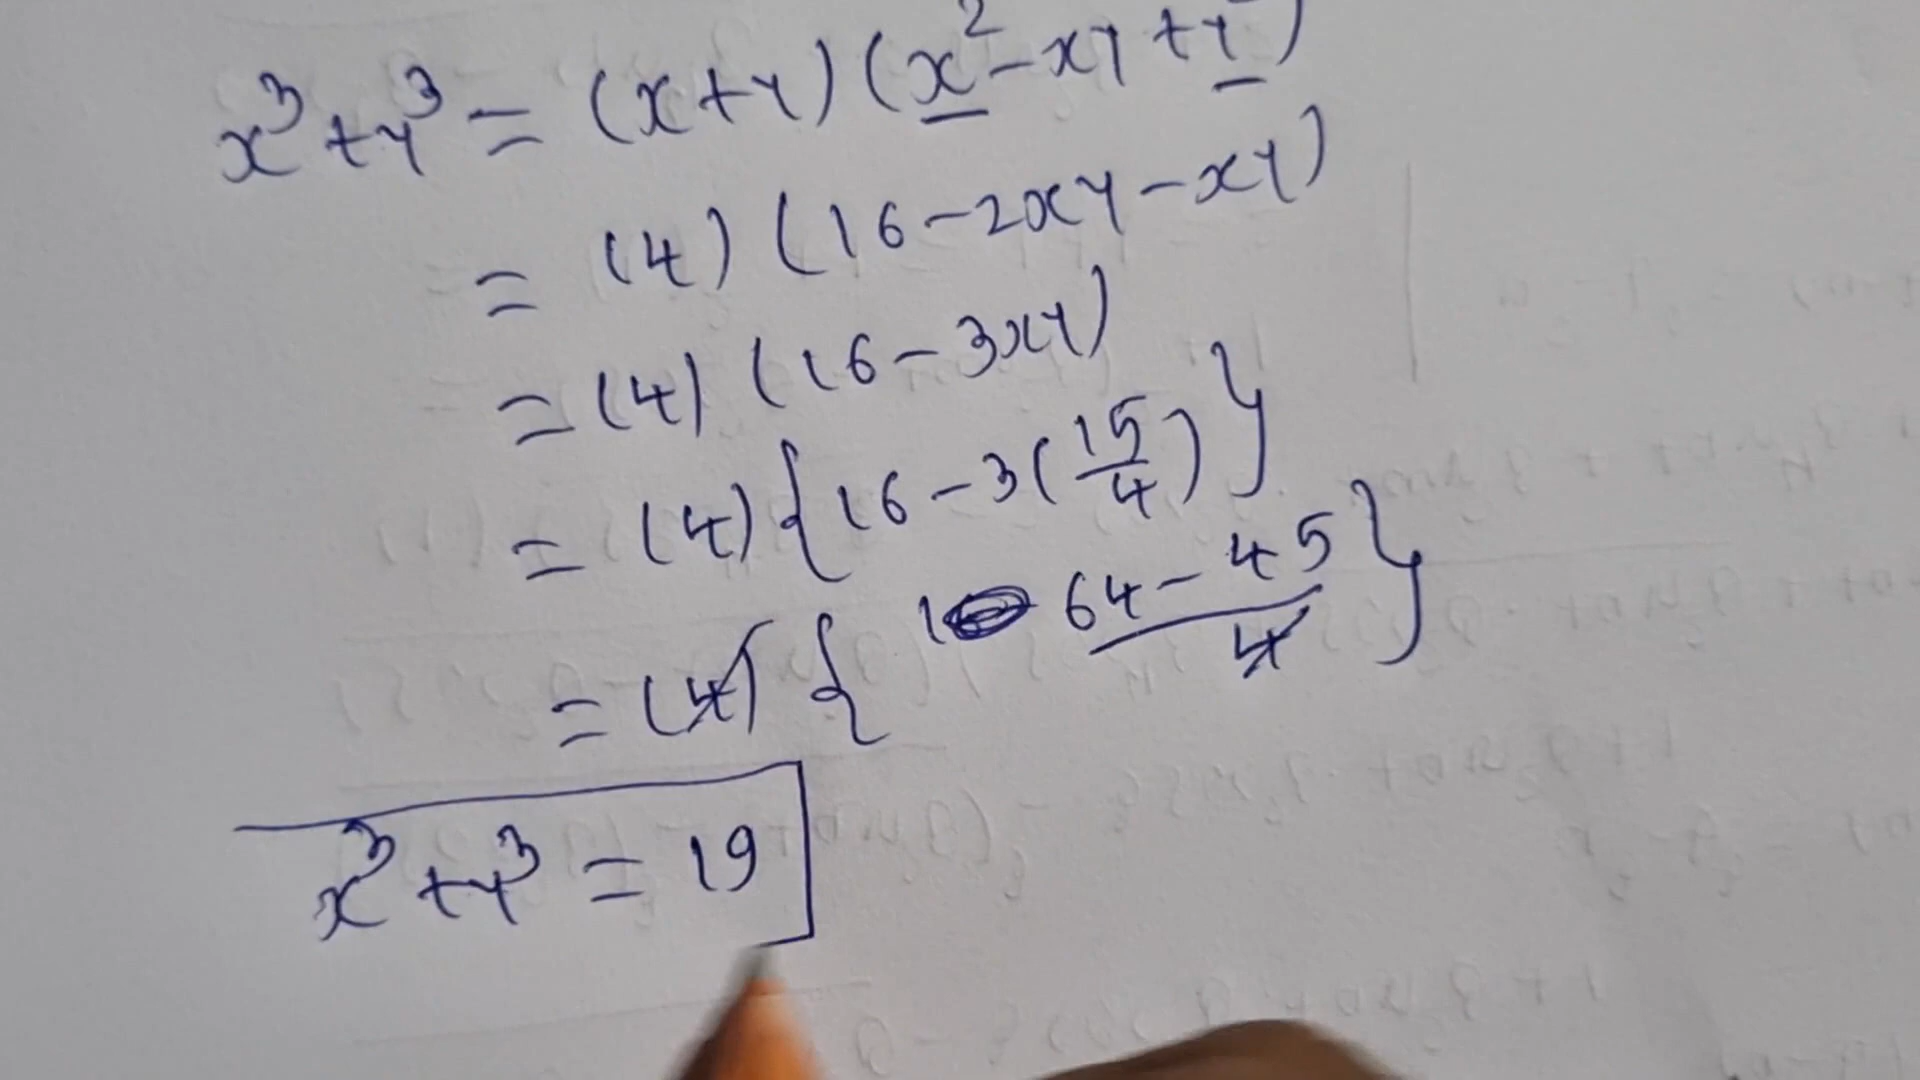 x³+y³ = (x+y)(x²-xy+y²)
= (4)(16-2xy-xy)
= (4)(16-3xy)
= (4){16-3(15/4)}
= (4){64-45/4}
x³+y³ = 19